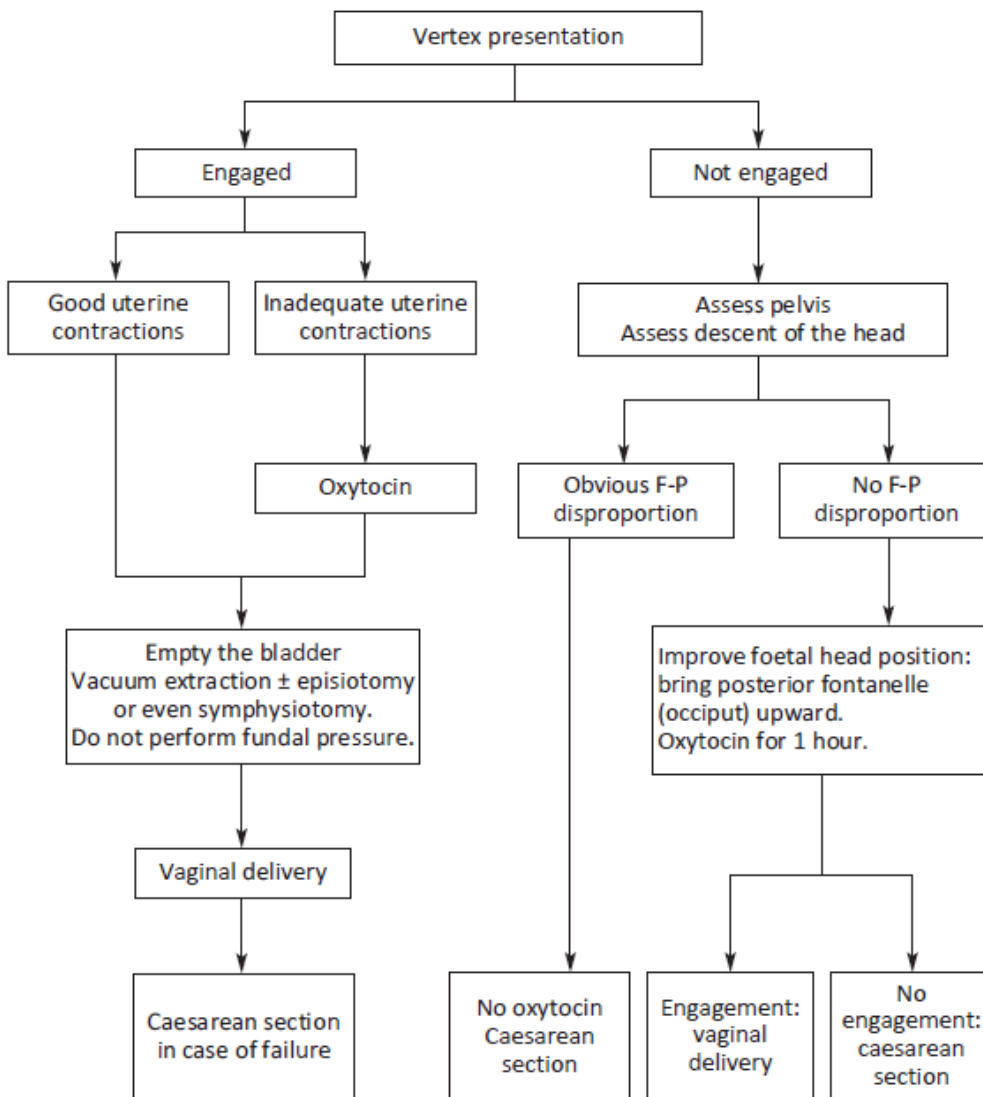 Vertex presentation
Engaged
Not engaged
Good uterine
contractions
Inadequate uterine
contractions
Assess pelvis
Assess descent of the head
Oxytocin
Obvious F-P
disproportion
No F-P
disproportion
Empty the bladder
Vacuum extraction ± episiotomy
or even symphysiotomy.
Do not perform fundal pressure.
Improve foetal head position:
bring posterior fontanelle
(occiput) upward.
Oxytocin for 1 hour.
Vaginal delivery
Caesarean section
in case of failure
No oxytocin
Caesarean
section
Engagement:
vaginal
delivery
No
engagement:
caesarean
section